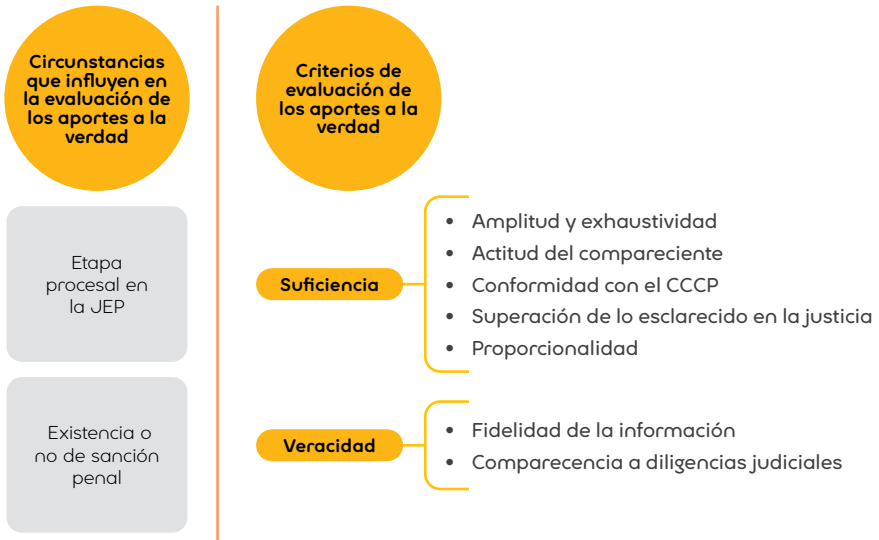 Circunstancias
que influyen en
la evaluación de
los aportes a la
verdad
Etapa
procesal en
la JEP
Existencia o
no de sanción
penal
Criterios de
evaluación de
los aportes a la
verdad
Suficiencia
• Amplitud y exhaustividad
• Actitud del compareciente
• Conformidad con el CCCP
• Superación de lo esclarecido en la justicia
• Proporcionalidad
Veracidad
• Fidelidad de la información
• Comparecencia a diligencias judiciales